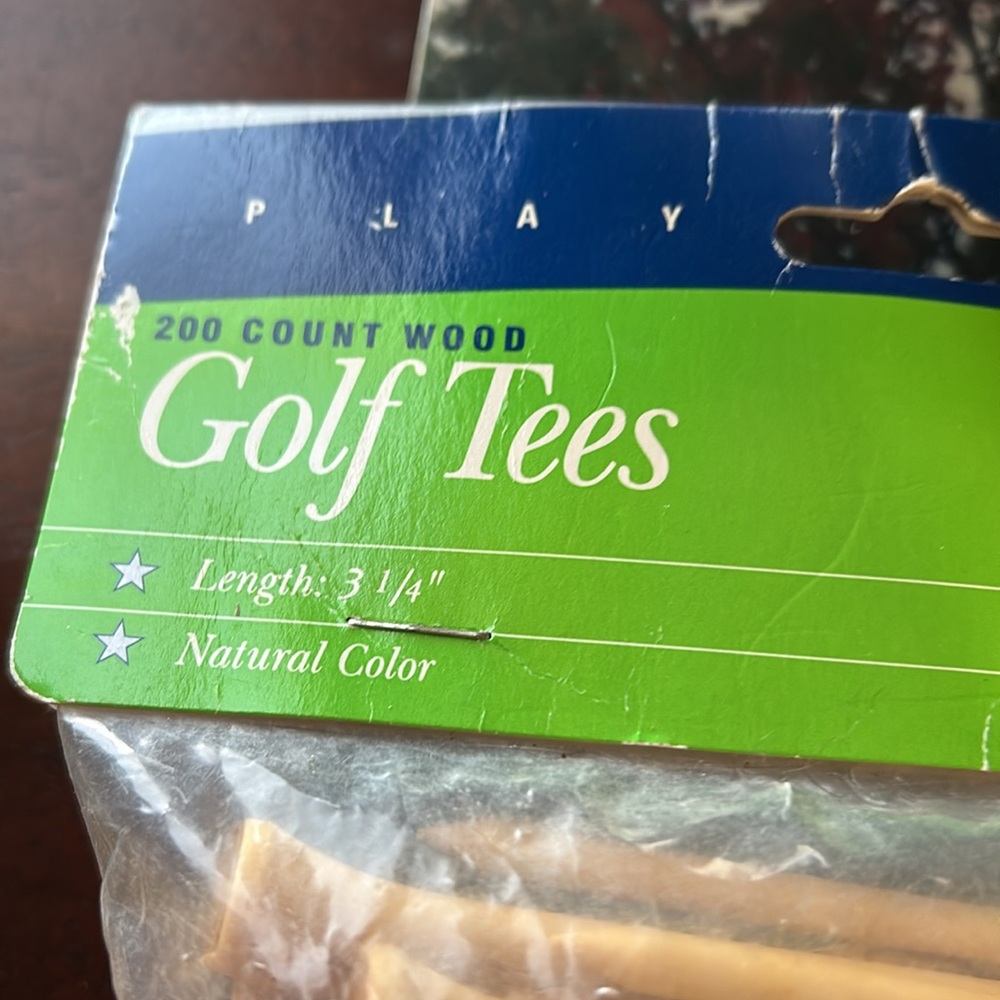 P L A Y
200 COUNT WOOD
Golf Tees
Length: 3 1/4"
Natural Color